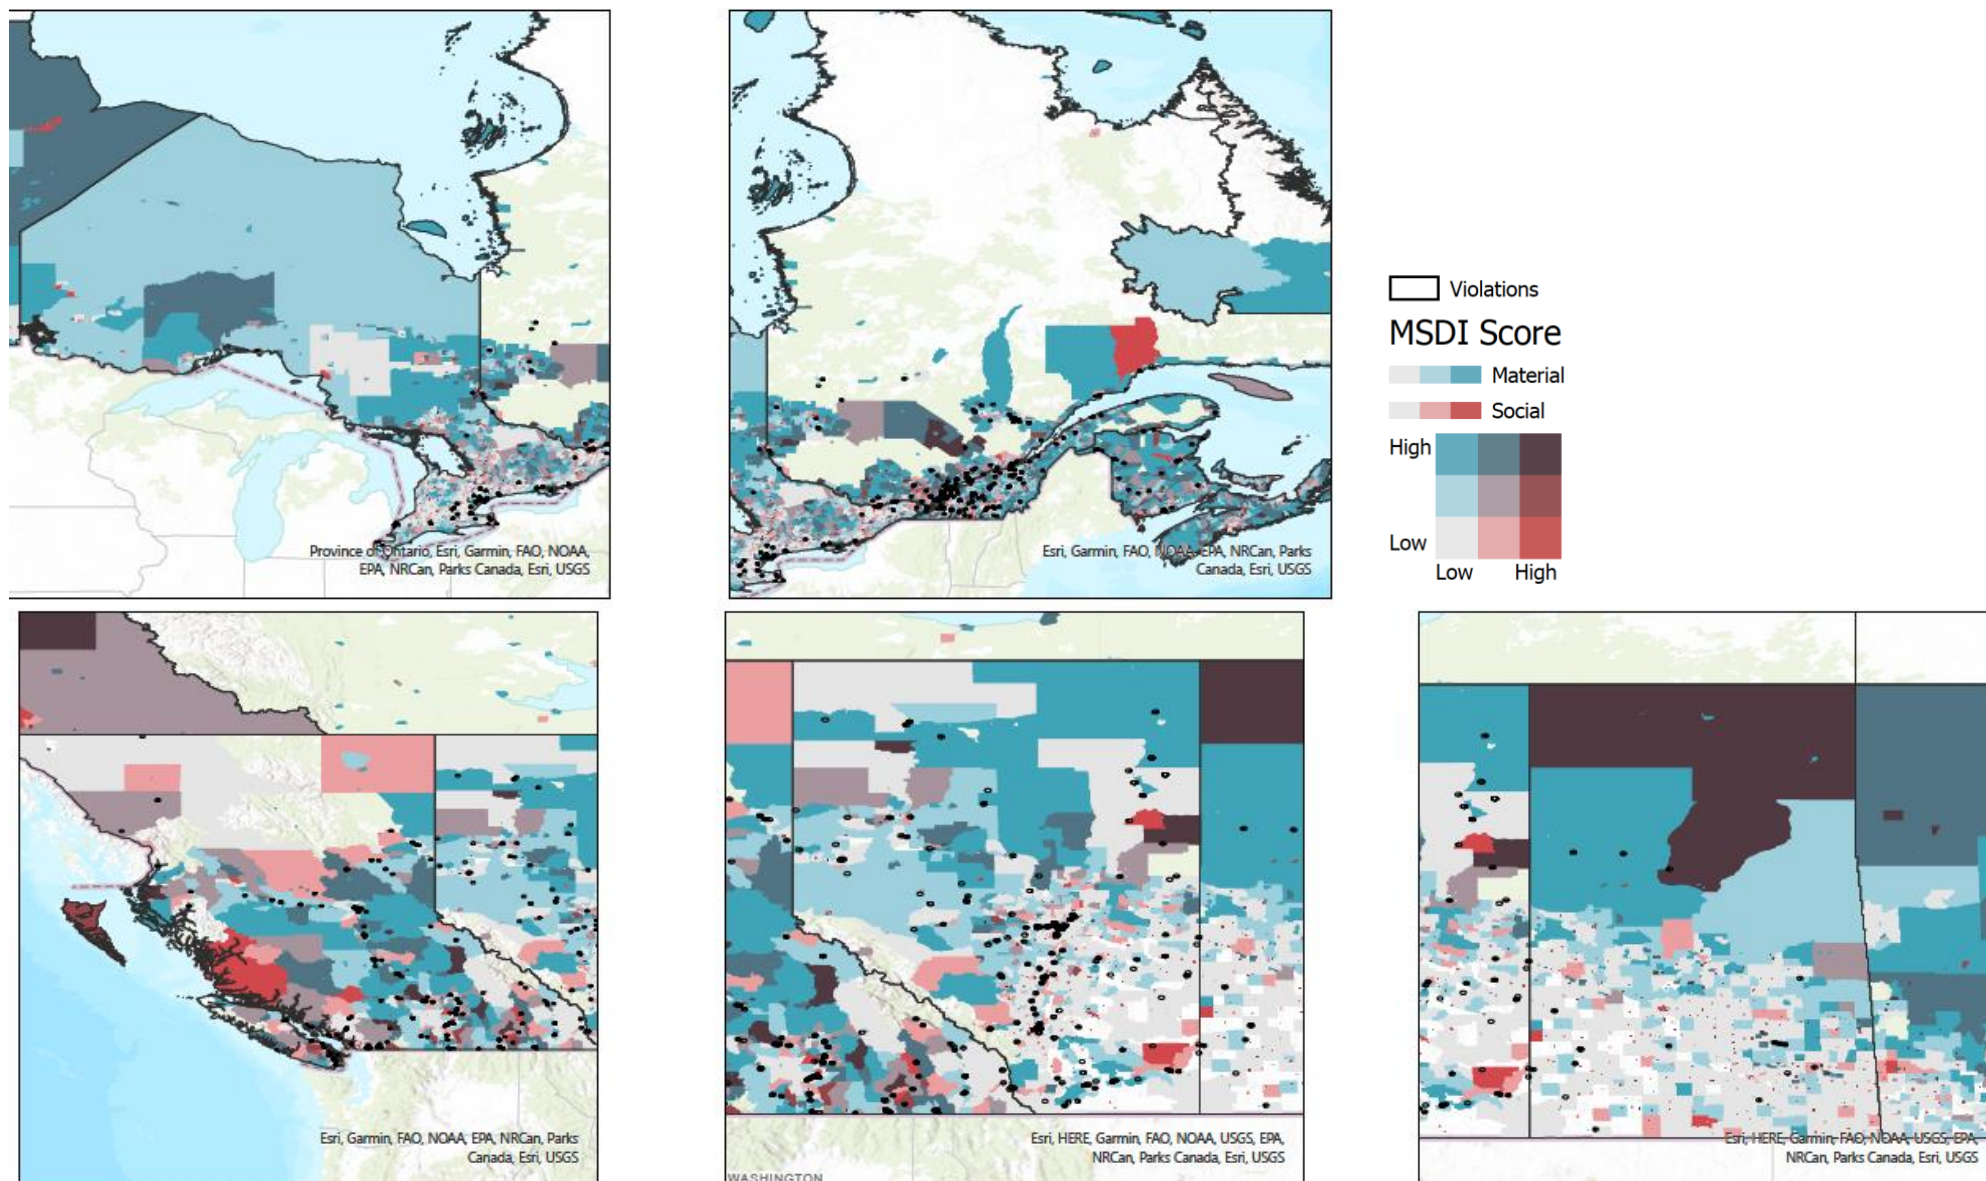 Province of Ontario, Esri, Garmin, FAO, NOAA,
EPA, NRCan, Parks Canada, Esri, USGS
Esri, Garmin, FAO, NOAA, EPA, NRCan, Parks
Canada, Esri, USGS
Violations
MSDI Score
Material
Social
High
Low
Low High
Esri, Garmin, FAO, NOAA, EPA, NRCan, Parks
Canada, Esri, USGS
Esri, HERE, Garmin, FAO, NOAA, USGS, EPA,
NRCan, Parks Canada, Esri, USGS
WASHINGTON
Esri, HERE, Garmin, FAO, NOAA, USGS, EPA,
NRCan, Parks Canada, Esri, USGS